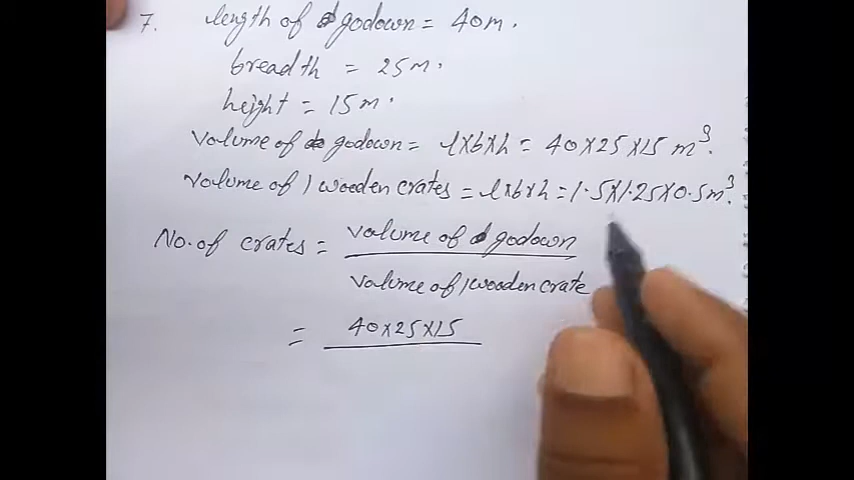 7. length of godown = 40m.
breadth = 25m.
height = 15m.
Volume of godown = l×b×h = 40×25×15 m³.
Volume of 1 wooden crates = l×b×h = 1.5×1.25×0.5m³.
No. of crates = volume of godown
volume of 1 wooden crate
= 40×25×15